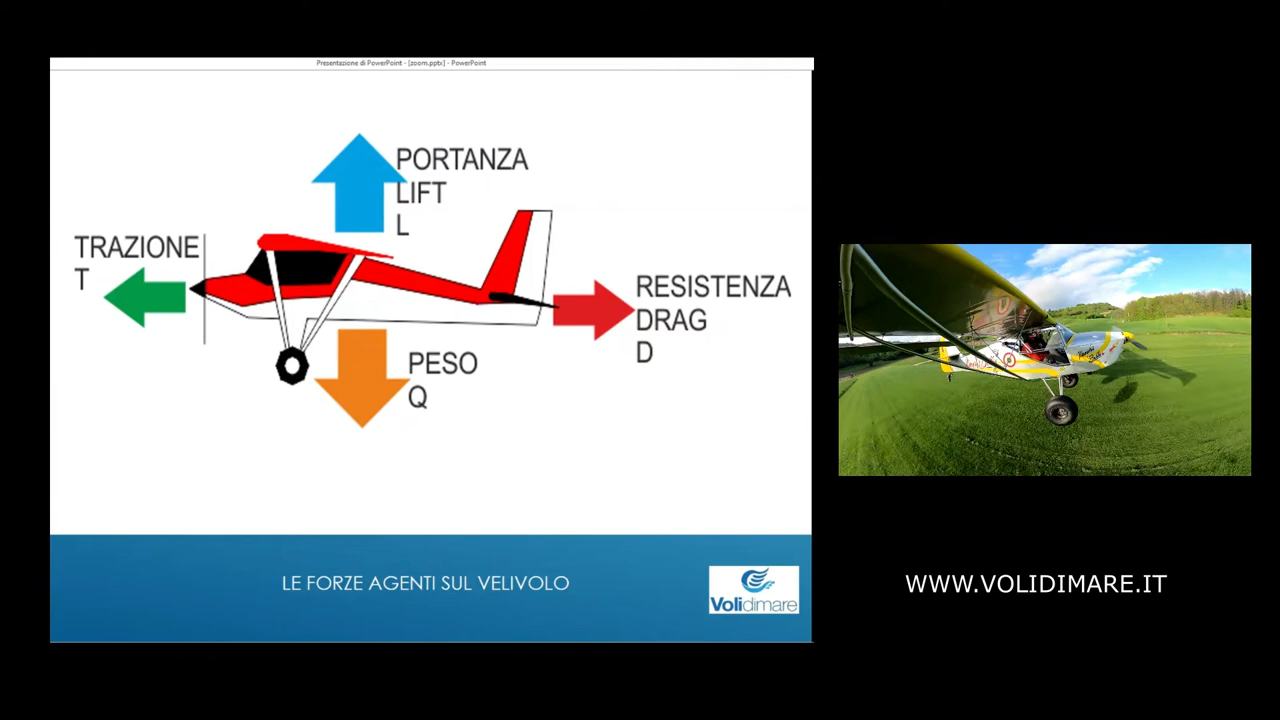 Presentazione di PowerPoint - [zoom.pptx] - PowerPoint
PORTANZA
LIFT
L
TRAZIONE
T
RESISTENZA
DRAG
D
PESO
Q
LE FORZE AGENTI SUL VELIVOLO
Volidimare
WWW.VOLIDIMARE.IT